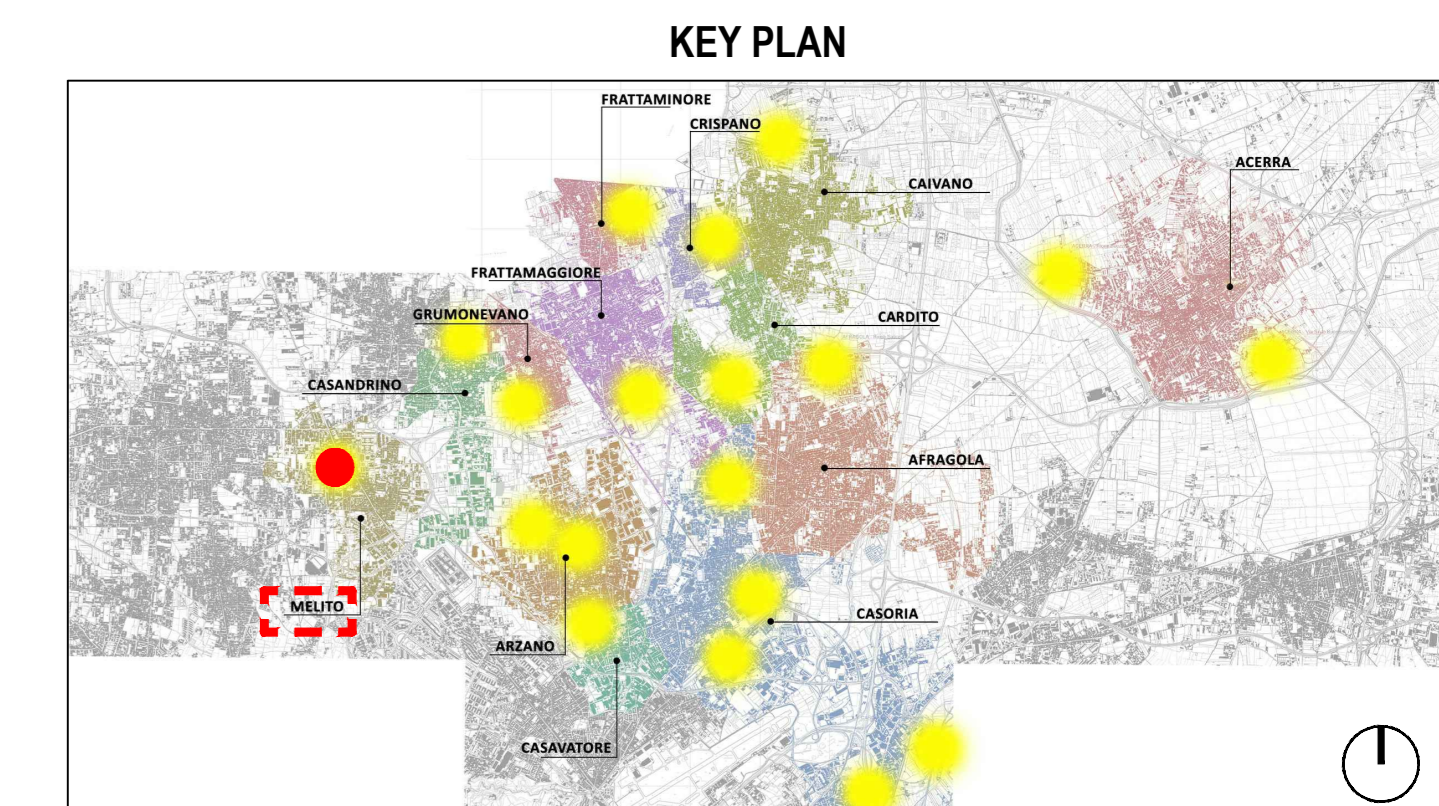 KEY PLAN
FRATTAMINORE
CRISPANO
ACERRA
CAIVANO
FRATTAMAGGIORE
GRUMONEVANO
CARDITO
CASANDRINO
AFRAGOLA
MELITO
CASORIA
ARZANO
CASAVATORE